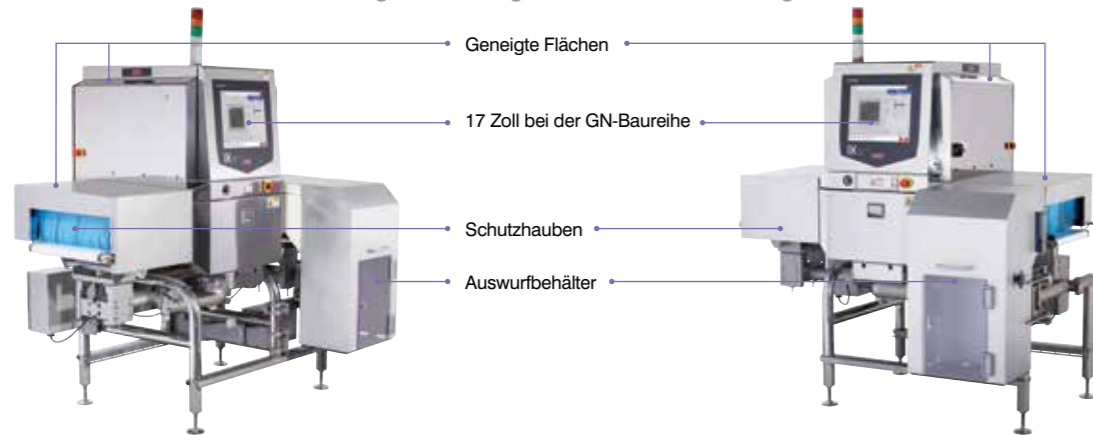 Geneigte Flächen
17 Zoll bei der GN-Baureihe
Schutzhauben
Auswurfbehälter